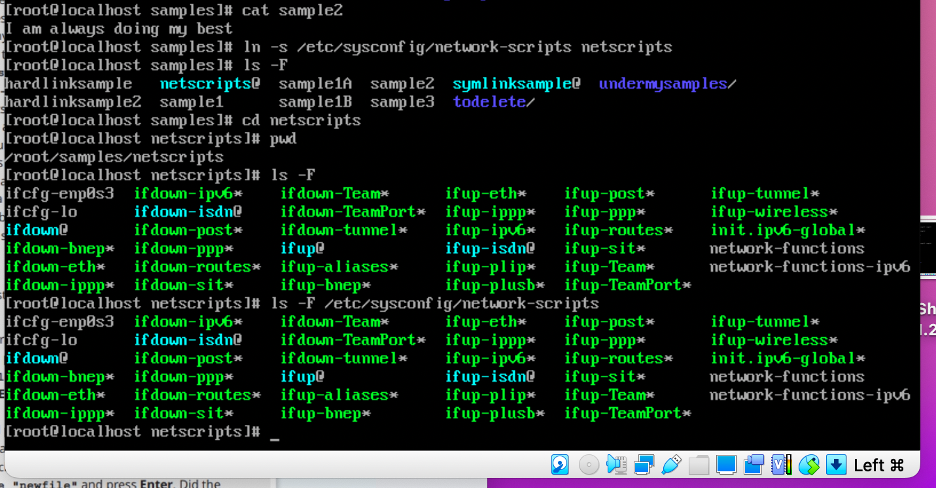 [root@localhost samples]# cat sample2
I am always doing my best
[root@localhost samples]# ln -s /etc/sysconfig/network-scripts netscripts
[root@localhost samples]# ls -F
hardlinksample netscripts@ sample1A sample2 symlinksample@ undermysamples/
hardlinksample2 sample1 sample1B sample3 todelete/
[root@localhost samples]# cd netscripts
[root@localhost netscripts]# pwd
/root/samples/netscripts
[root@localhost netscripts]# ls -F
ifcfg-enp0s3 ifdown-ipv6* ifdown-Team* ifup-eth* ifup-post* ifup-tunnel*
ifcfg-lo ifdown-isdn@ ifdown-TeamPort* ifup-ippp* ifup-ppp* ifup-wireless*
ifdown@ ifdown-post* ifdown-tunnel* ifup-ipv6* ifup-routes* init.ipv6-global*
ifdown-bnep* ifdown-ppp* ifup@ ifup-isdn@ ifup-sit* network-functions
ifdown-eth* ifdown-routes* ifup-aliases* ifup-plip* ifup-Team* network-functions-ipv6
ifdown-ippp* ifdown-sit* ifup-bnep* ifup-plusb* ifup-TeamPort*
[root@localhost netscripts]# ls -F /etc/sysconfig/network-scripts
ifcfg-enp0s3 ifdown-ipv6* ifdown-Team* ifup-eth* ifup-post* ifup-tunnel*
ifcfg-lo ifdown-isdn@ ifdown-TeamPort* ifup-ippp* ifup-ppp* ifup-wireless*
ifdown@ ifdown-post* ifdown-tunnel* ifup-ipv6* ifup-routes* init.ipv6-global*
ifdown-bnep* ifdown-ppp* ifup@ ifup-isdn@ ifup-sit* network-functions
ifdown-eth* ifdown-routes* ifup-aliases* ifup-plip* ifup-Team* network-functions-ipv6
ifdown-ippp* ifdown-sit* ifup-bnep* ifup-plusb* ifup-TeamPort*
[root@localhost netscripts]# _
Sh
1.2
Left ⌘
"newfile" and press Enter. Did the